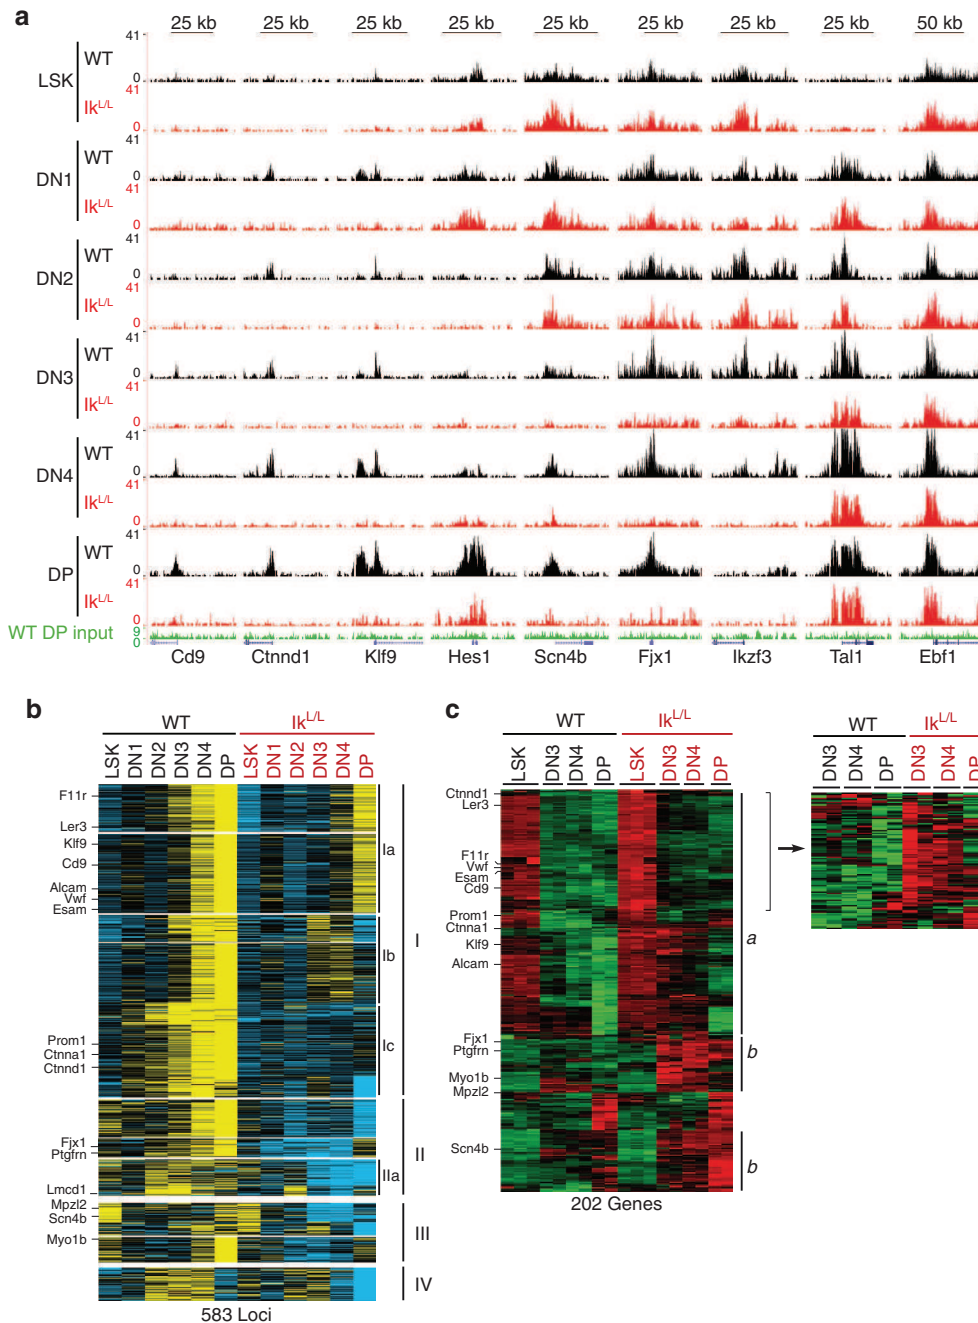 a
25 kb 25 kb 25 kb 25 kb 25 kb 25 kb 25 kb 25 kb 50 kb
LSK
WT 41 0
Ik^L/L 41 0
DN1
WT 41 0
Ik^L/L 41 0
DN2
WT 41 0
Ik^L/L 41 0
DN3
WT 41 0
Ik^L/L 41 0
DN4
WT 41 0
Ik^L/L 41 0
DP
WT 41 0
Ik^L/L 41 0
WT DP input 9 0
Cd9 Ctnnd1 Klf9 Hes1 Scn4b Fjx1 Ikzf3 Tal1 Ebf1
b
WT Ik^L/L
LSK DN1 DN2 DN3 DN4 DP LSK DN1 DN2 DN3 DN4 DP
F11r
Ler3
Klf9
Cd9
Alcam
Vwf
Esam
Prom1
Ctnna1
Ctnnd1
Fjx1
Ptgfrn
Lmcd1
Mpzl2
Scn4b
Myo1b
Ia
I
Ib
Ic
II
IIa
III
IV
583 Loci
c
WT Ik^L/L
LSK DN3 DN4 DP LSK DN3 DN4 DP
Ctnnd1
Ler3
F11r
Vwf
Esam
Cd9
Prom1
Ctnna1
Klf9
Alcam
Fjx1
Ptgfrn
Myo1b
Mpzl2
Scn4b
a
b
b
202 Genes
WT Ik^L/L
DN3 DN4 DP DN3 DN4 DP